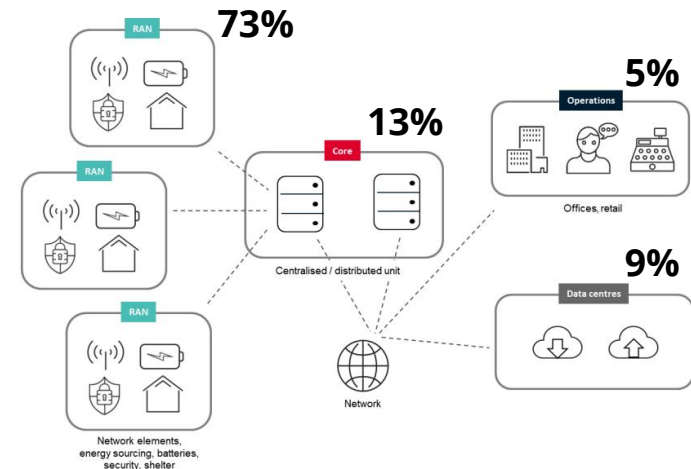 RAN
73%
RAN
RAN
Network elements,
energy sourcing, batteries,
security, shelter
13%
Core
Centralised / distributed unit
Network
5%
Operations
Offices, retail
9%
Data centres